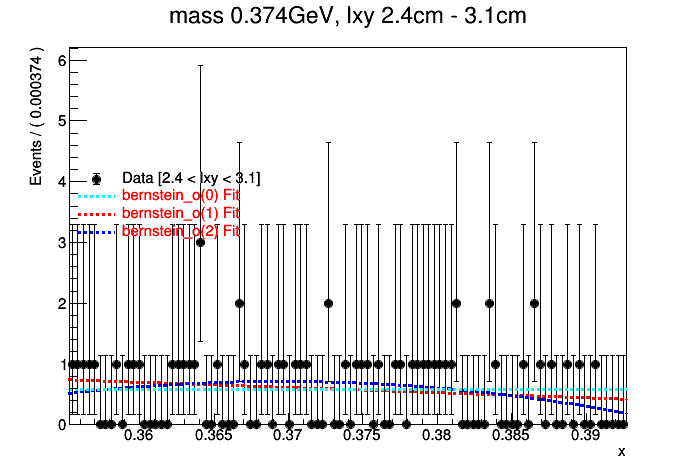 mass 0.374GeV, lxy 2.4cm - 3.1cm
Events / ( 0.000374 )
6
5
4
3
2
1
0
Data [2.4 < lxy < 3.1]
bernstein_o(0) Fit
bernstein_o(1) Fit
bernstein_o(2) Fit
0.36 0.365 0.37 0.375 0.38 0.385 0.39
x